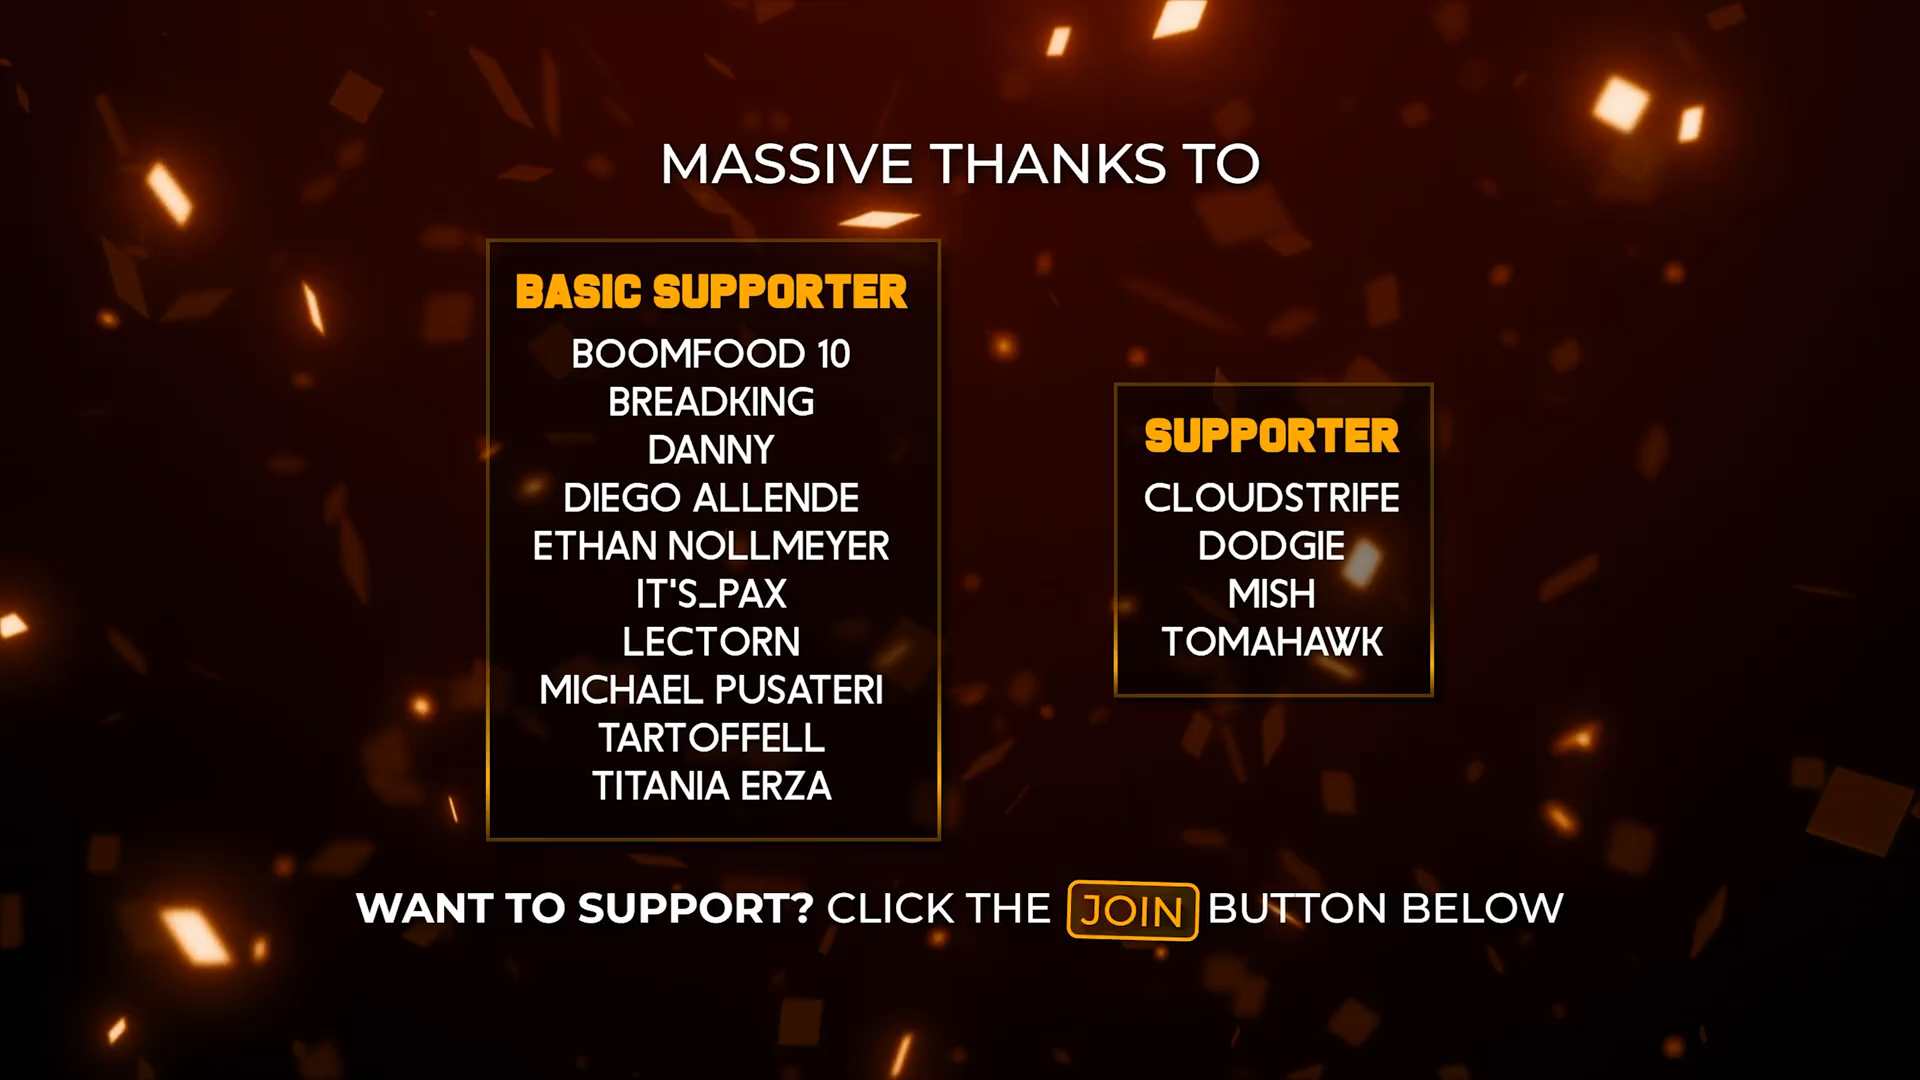 MASSIVE THANKS TO
BASIC SUPPORTER
BOOMFOOD 10
BREADKING
DANNY
DIEGO ALLENDE
ETHAN NOLLMEYER
IT'S_PAX
LECTORN
MICHAEL PUSATERI
TARTOFFELL
TITANIA ERZA
SUPPORTER
CLOUDSTRIFE
DODGIE
MISH
TOMAHAWK
WANT TO SUPPORT? CLICK THE JOIN BUTTON BELOW